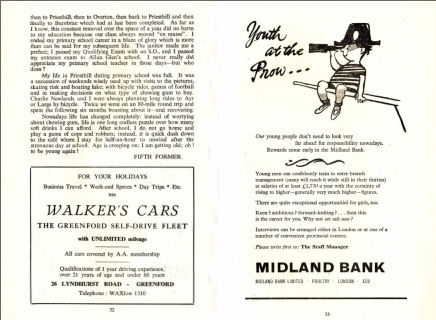 then to Priesthill, then to Overton, then back to Priesthill and then
finally to Burnbrae which had at last been completed. As far as
I know, this constant removal over the space of a year did no harm
to my education because our class always moved "en masse". I
ended my primary school career in a blaze of glory which is more
than can be said for my subsequent life. The janitor made me a
prefect, I passed my Qualifying Exam with an S.O., and I passed
my entrance exam to Allan Glen's school. I never really did
appreciate my primary school teacher in those days—but who
does?
My life in Priesthill during primary school was full. It was
a succession of weekends wisely used up with visits to the pictures,
skating rink and boating lake; with bicycle rides, games of football
and in making decisions on what type of chewing gum to buy.
Charlie Newlands and I were always planning long rides to Ayr
or Largs by bicycle. Twice we went on an 80-mile round trip and
spent the following six months boasting about it—and recovering.
Nowadays life has changed completely: instead of worrying
about chewing gum, life is one long endless puzzle over how many
soft drinks I can afford. After school, I do not go home and
play a game of cops and robbers; instead, it is quick dash down
to the café where I stay for half-an-hour to unwind after the
strenuous day at school. Age is creeping on; I am getting old; oh I
to be young again!
FIFTH FORMER.
FOR YOUR HOLIDAYS
Business Travel * Week-end Sprees * Day Trips * Etc.
use
WALKER'S CARS
THE GREENFORD SELF-DRIVE FLEET
with UNLIMITED mileage
All cars covered by A.A. membership
Qualifications of 1 year driving experience,
over 21 years of age and under 60 years
26 LYNDHURST ROAD - GREENFORD
Telephone: WAXlow 1310
32
Youth
at the
Prow...
Our young people don't need to look very
far ahead for responsibility nowadays.
Rewards come early in the Midland Bank.
Young men can confidently train to enter branch
management (many will reach it while still in their thirties)
at salaries of at least £1,730 a year with the certainty of
rising to higher—generally very much higher—figures.
There are quite exceptional opportunities for girls, too.
Keen? ambitious? forward-looking? . . . then this
is the career for you. Why not set sail now?
Interviews can be arranged either in London or at one of a
number of convenient provincial centres.
Please write first to: The Staff Manager
MIDLAND BANK
MIDLAND BANK LIMITED · POULTRY · LONDON · EC2
33